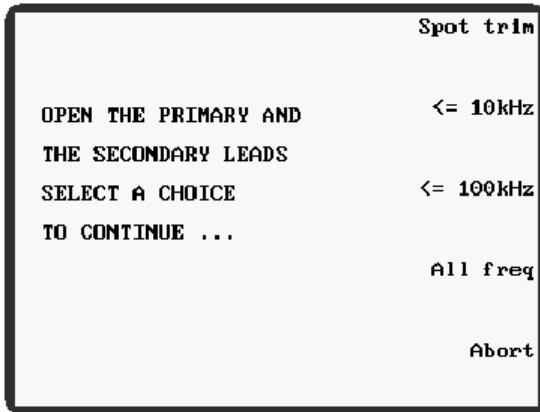 Spot trim
OPEN THE PRIMARY AND
THE SECONDARY LEADS
SELECT A CHOICE
TO CONTINUE ...
<= 10kHz
<= 100kHz
All freq
Abort